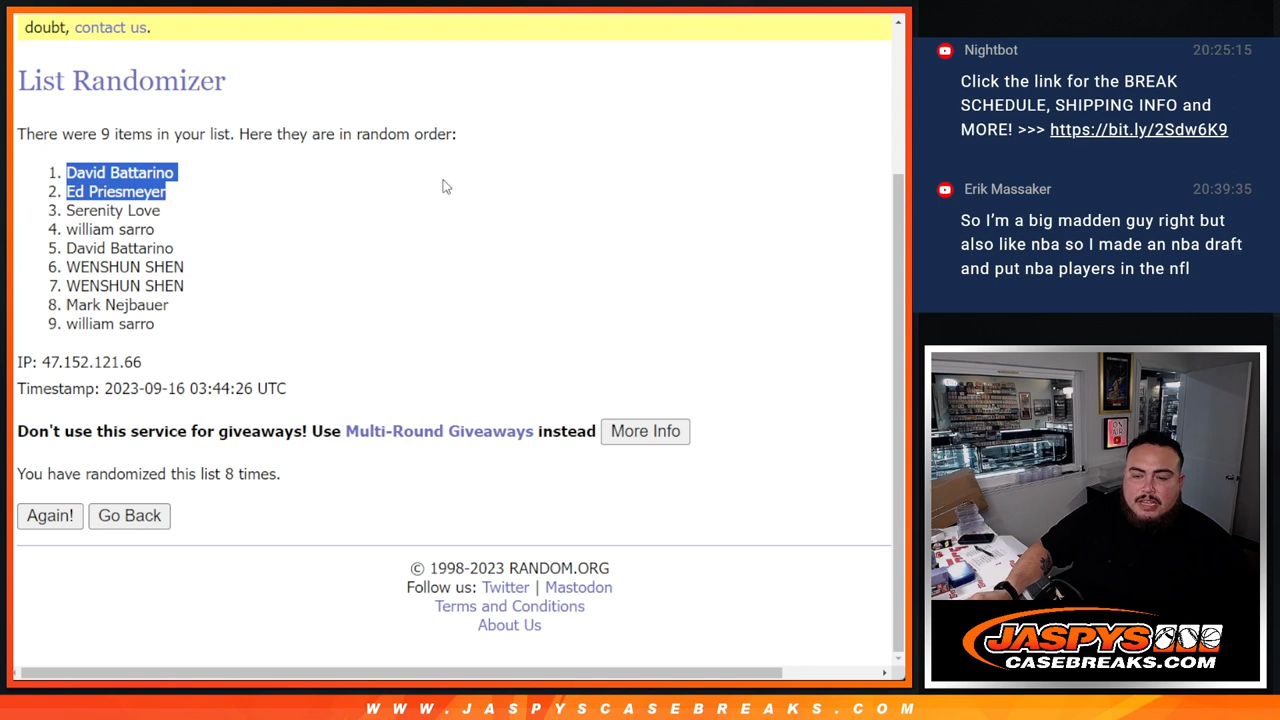 doubt, contact us.
List Randomizer
There were 9 items in your list. Here they are in random order:
1. David Battarino
2. Ed Priesmeyer
3. Serenity Love
4. william sarro
5. David Battarino
6. WENSHUN SHEN
7. WENSHUN SHEN
8. Mark Nejbauer
9. william sarro
IP: 47.152.121.66
Timestamp: 2023-09-16 03:44:26 UTC
Don't use this service for giveaways! Use Multi-Round Giveaways instead More Info
You have randomized this list 8 times.
Again! Go Back
© 1998-2023 RANDOM.ORG
Follow us: Twitter | Mastodon
Terms and Conditions
About Us
Nightbot 20:25:15
Click the link for the BREAK
SCHEDULE, SHIPPING INFO and
MORE! >>> https://bit.ly/2Sdw6K9
Erik Massaker 20:39:35
So I’m a big madden guy right but
also like nba so I made an nba draft
and put nba players in the nfl
ON
AIR
JASPYS
CASEBREAKS.COM
WWW.JASPYSCASEBREAKS.COM